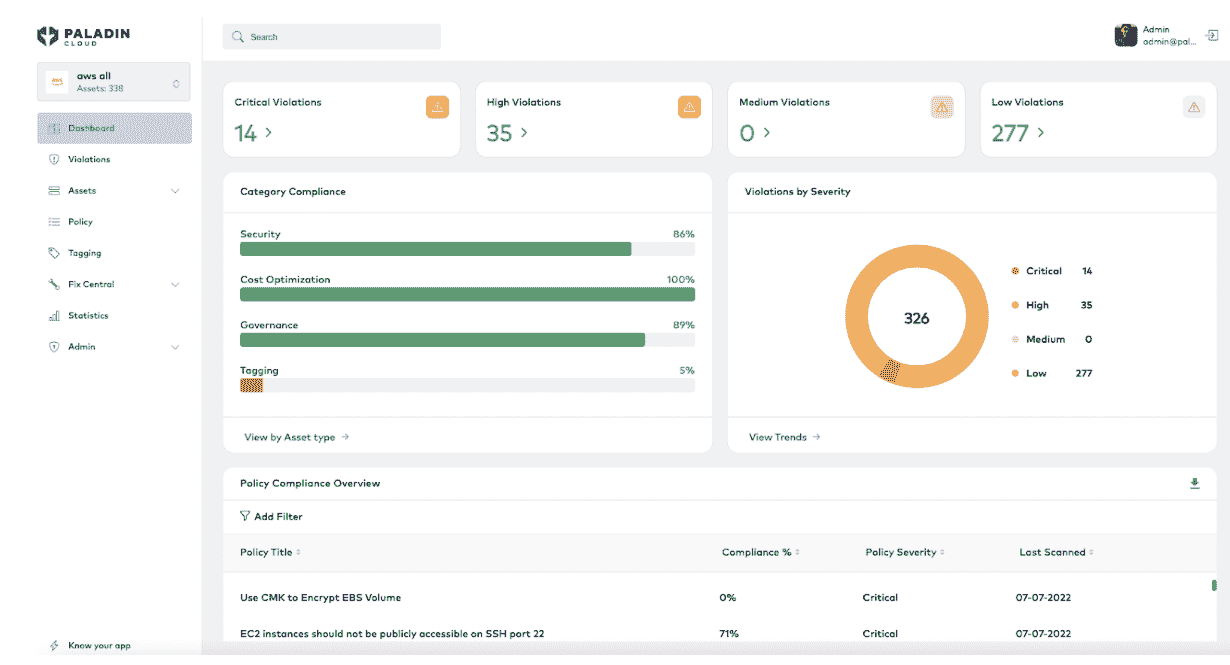 PALADIN
CLOUD
aws
aws all
Assets: 338
Dashboard
Violations
Assets
Policy
Tagging
Fix Central
Statistics
Admin
Know your app
Search
Admin
admin@pal...
Critical Violations
14
High Violations
35
Medium Violations
0
Low Violations
277
Category Compliance
Security 86%
Cost Optimization 100%
Governance 89%
Tagging 5%
View by Asset type
Violations by Severity
326
Critical 14
High 35
Medium 0
Low 277
View Trends
Policy Compliance Overview
Add Filter
Policy Title Compliance % Policy Severity Last Scanned
Use CMK to Encrypt EBS Volume 0% Critical 07-07-2022
EC2 instances should not be publicly accessible on SSH port 22 71% Critical 07-07-2022